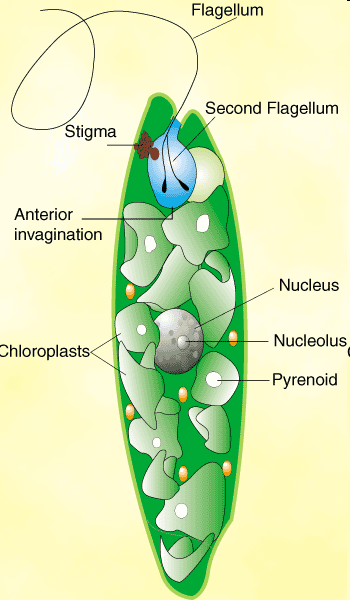 Flagellum
Second Flagellum
Stigma
Anterior
invagination
Nucleus
Nucleolus
Chloroplasts
Pyrenoid